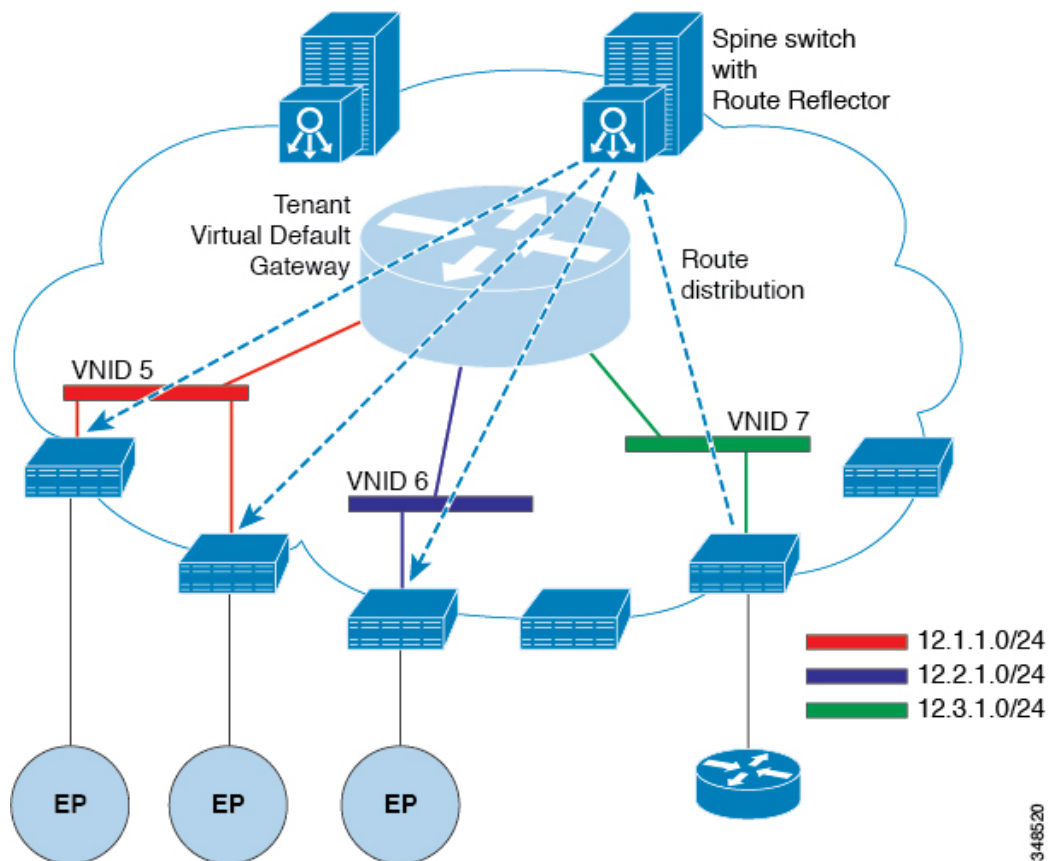 Spine switch
with
Route Reflector
Tenant
Virtual Default
Gateway
Route
distribution
VNID 5
VNID 7
VNID 6
12.1.1.0/24
12.2.1.0/24
12.3.1.0/24
EP
EP
EP
348520